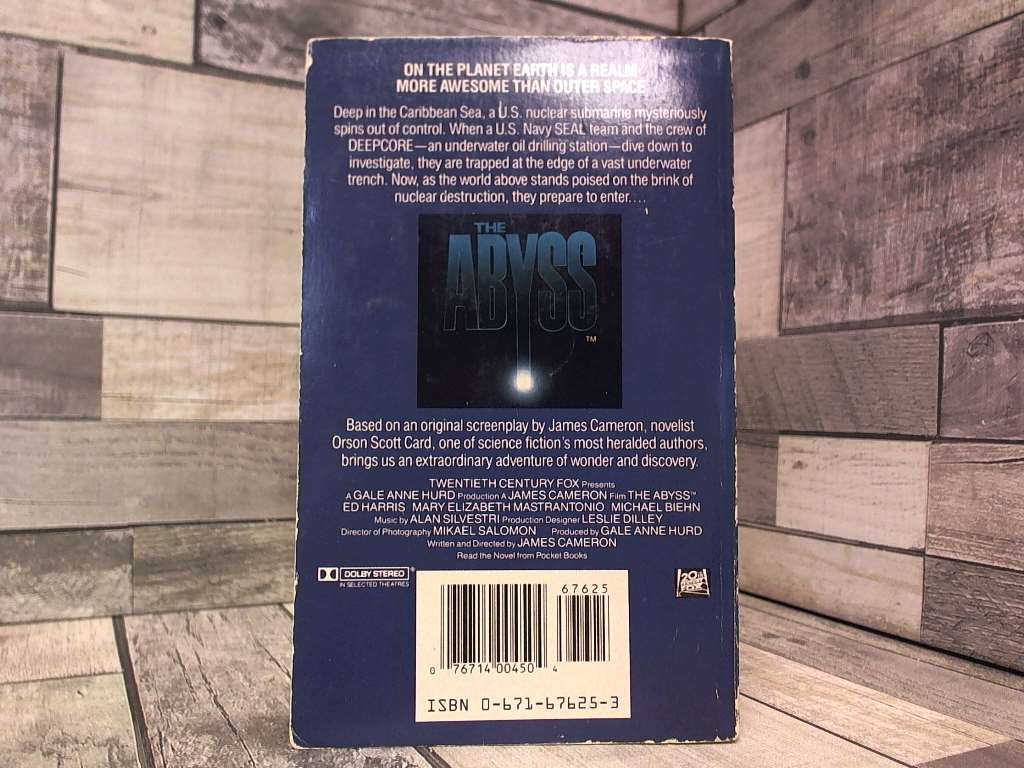 ON THE PLANET EARTH IS A REALM
MORE AWESOME THAN OUTER SPACE
Deep in the Caribbean Sea, a U.S. nuclear submarine mysteriously
spins out of control. When a U.S. Navy SEAL team and the crew of
DEEPCORE—an underwater oil drilling station—dive down to
investigate, they are trapped at the edge of a vast underwater
trench. Now, as the world above stands poised on the brink of
nuclear destruction, they prepare to enter....
THE
ABYSS
TM
Based on an original screenplay by James Cameron, novelist
Orson Scott Card, one of science fiction's most heralded authors,
brings us an extraordinary adventure of wonder and discovery.
TWENTIETH CENTURY FOX Presents
A GALE ANNE HURD Production A JAMES CAMERON Film THE ABYSS™
ED HARRIS MARY ELIZABETH MASTRANTONIO MICHAEL BIEHN
Music by ALAN SILVESTRI Production Designer LESLIE DILLEY
Director of Photography MIKAEL SALOMON Produced by GALE ANNE HURD
Written and Directed by JAMES CAMERON
Read the Novel from Pocket Books
DOLBY STEREO
IN SELECTED THEATRES
20th
CENTURY
FOX
67625
0 76714 00450 4
ISBN 0-671-67625-3